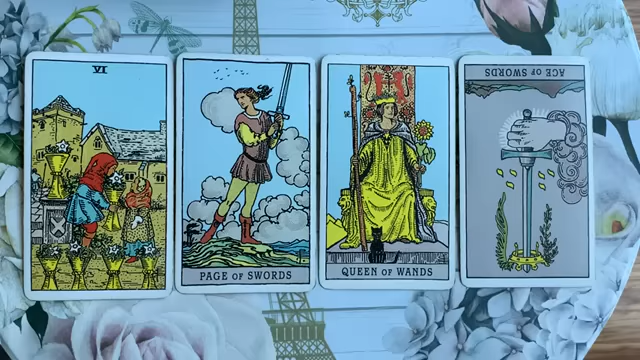 VI
PAGE OF SWORDS
QUEEN OF WANDS
ACE OF SWORDS